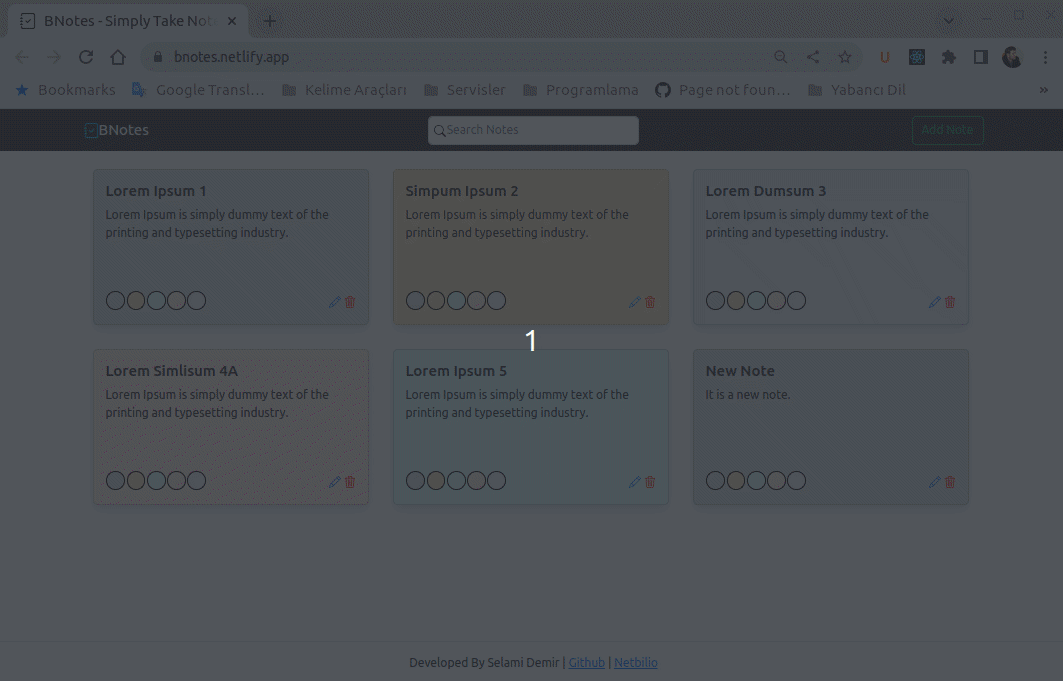 BNotes - Simply Take Not
bnotes.netlify.app
U
Bookmarks Google Transl... Kelime Araçları Servisler Programlama Page not foun... Yabancı Dil »
BNotes Search Notes Add Note
Lorem Ipsum 1
Lorem Ipsum is simply dummy text of the
printing and typesetting industry.
Simpum Ipsum 2
Lorem Ipsum is simply dummy text of the
printing and typesetting industry.
Lorem Dumsum 3
Lorem Ipsum is simply dummy text of the
printing and typesetting industry.
1
Lorem Simlisum 4A
Lorem Ipsum is simply dummy text of the
printing and typesetting industry.
Lorem Ipsum 5
Lorem Ipsum is simply dummy text of the
printing and typesetting industry.
New Note
It is a new note.
Developed By Selami Demir | Github | Netbilio